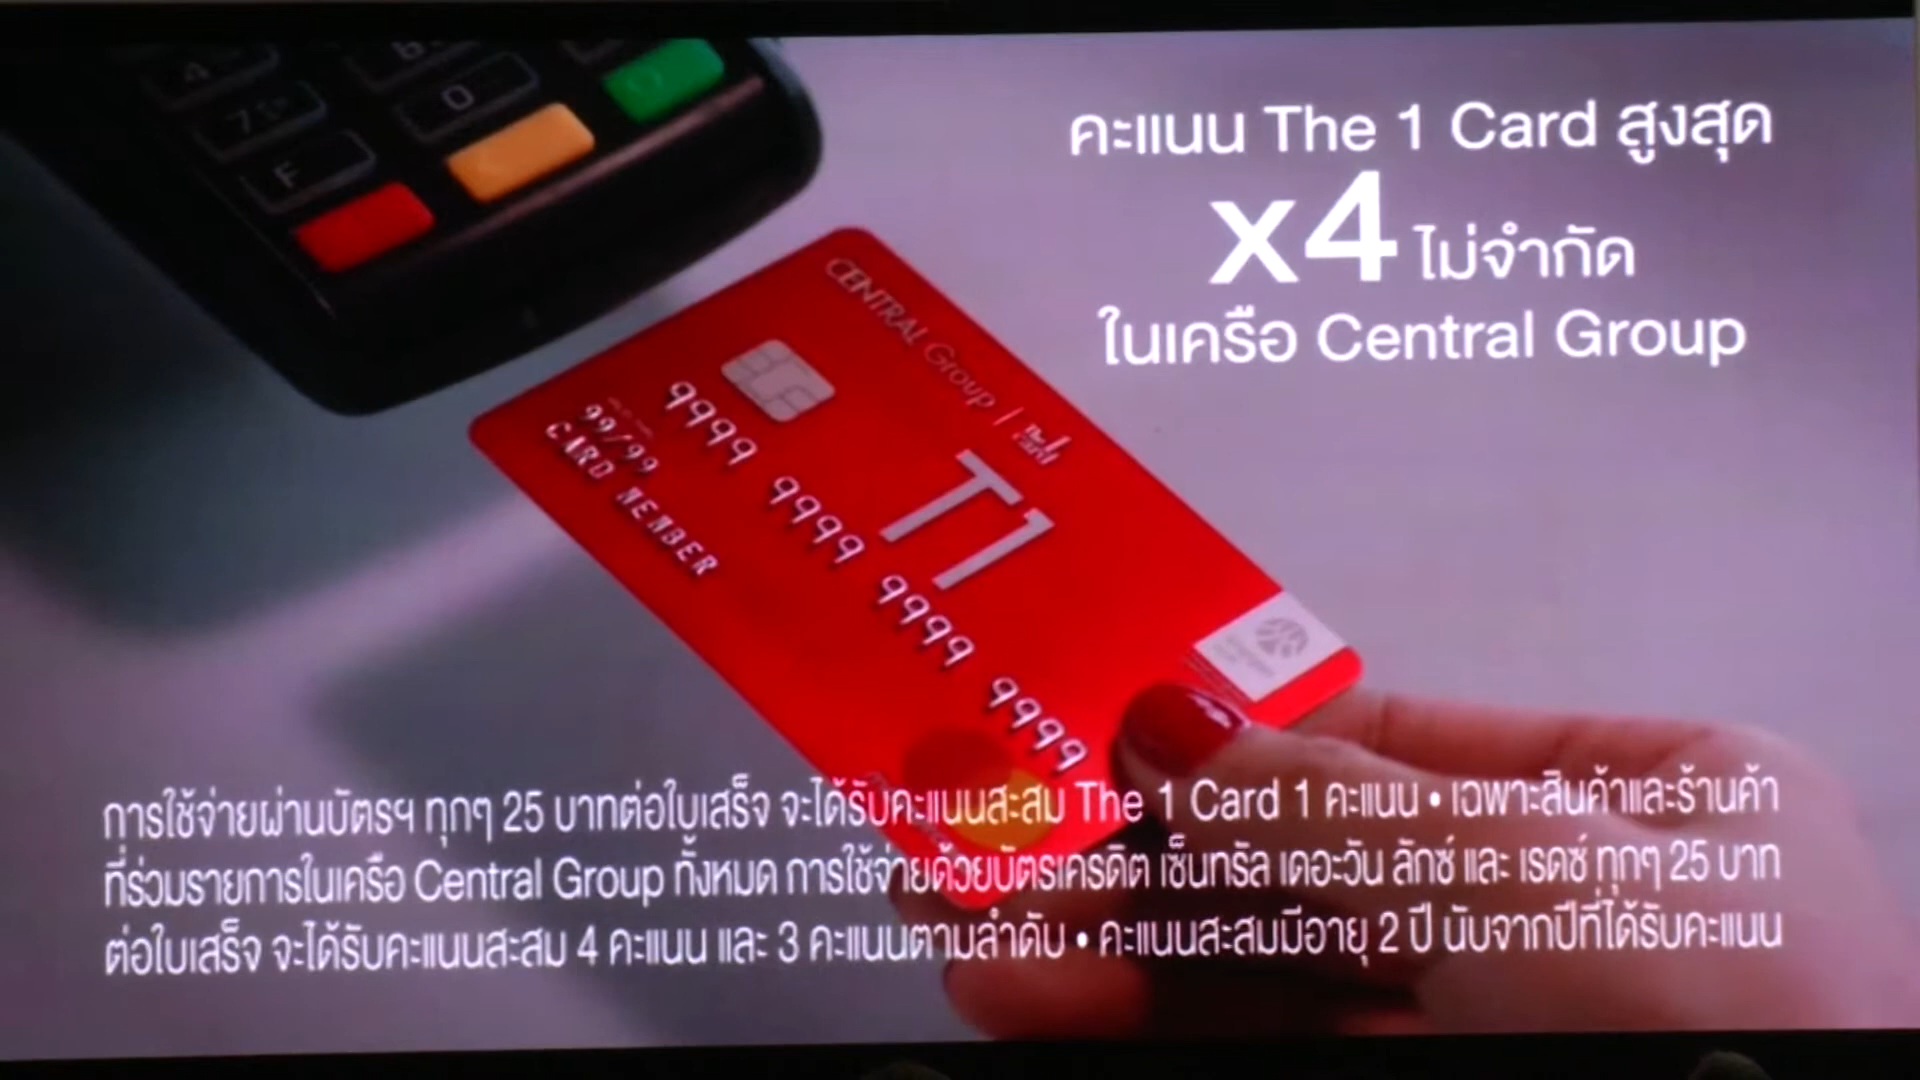 คะแนน The 1 Card สูงสุด
x4 ไม่จำกัด
ในเครือ Central Group
4
6
7
0
F
CENTRAL Group | The 1 Card
T1
9999 9999 9999 9999
99/99
CARD MEMBER
การใช้จ่ายผ่านบัตรฯ ทุกๆ 25 บาทต่อใบเสร็จ จะได้รับคะแนนสะสม The 1 Card 1 คะแนน • เฉพาะสินค้าและร้านค้า
ที่ร่วมรายการในเครือ Central Group ทั้งหมด การใช้จ่ายด้วยบัตรเครดิต เซ็นทรัล เดอะวัน ลักซ์ และ เรดซ์ ทุกๆ 25 บาท
ต่อใบเสร็จ จะได้รับคะแนนสะสม 4 คะแนน และ 3 คะแนนตามลำดับ • คะแนนสะสมมีอายุ 2 ปี นับจากปีที่ได้รับคะแนน